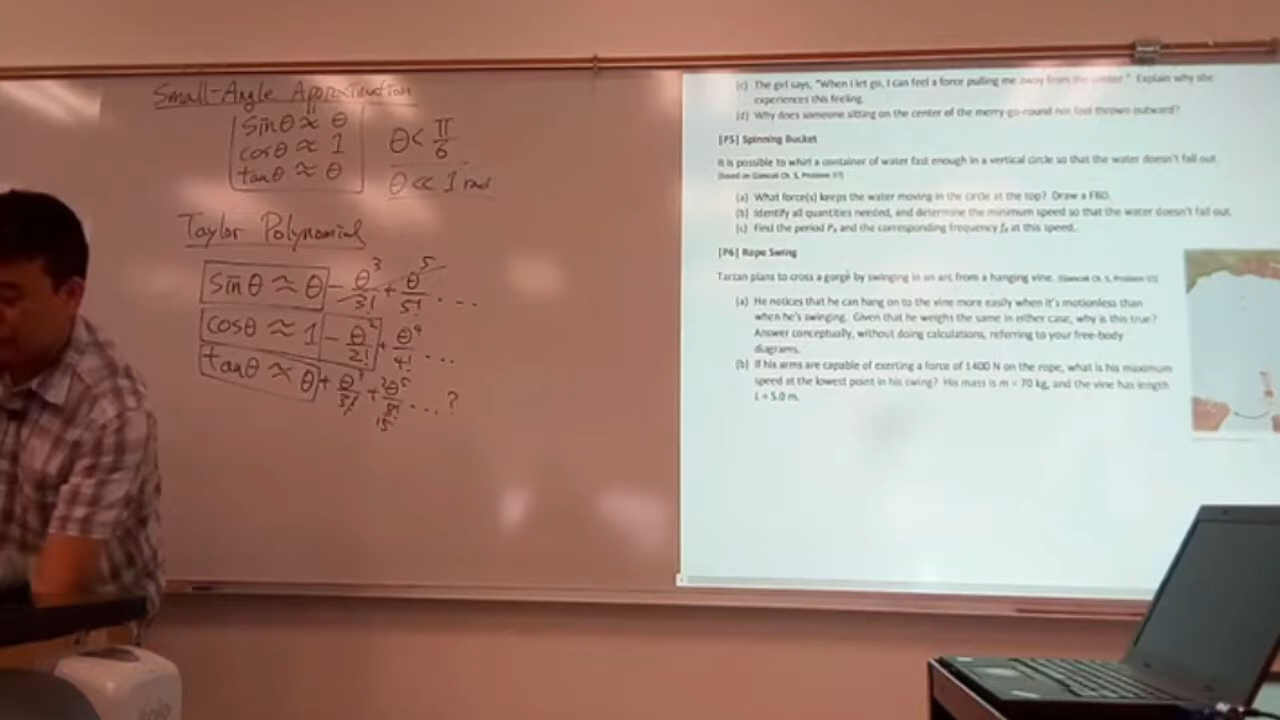 Small-Angle Approximation
sinθ ≈ θ
cosθ ≈ 1
tanθ ≈ θ
θ < π/6
θ << 1 rad
Taylor Polynomial
sinθ ≈ θ - θ³/3! + θ⁵/5! ...
cosθ ≈ 1 - θ²/2! + θ⁴/4! ...
tanθ ≈ θ + θ³/3 + 2θ⁵/15 ... ?
(c) The girl says, "When I let go, I can feel a force pulling me away from the center." Explain why she
experiences this feeling.
(d) Why does someone sitting on the center of the merry-go-round not feel thrown outward?
[P5] Spinning Bucket
It is possible to whirl a container of water fast enough in a vertical circle so that the water doesn't fall out.
(a) What force(s) keeps the water moving in the circle at the top? Draw a FBD.
(b) Identify all quantities needed, and determine the minimum speed so that the water doesn't fall out.
(c) Find the period and the corresponding frequency at this speed.
[P6] Rope Swing
Tarzan plans to cross a gorge by swinging in an arc from a hanging vine.
(a) He notices that he can hang on to the vine more easily when it's motionless than
when he's swinging. Given that he weighs the same in either case, why is this true?
Answer conceptually, without doing calculations, referring to your free-body
diagrams.
(b) If his arms are capable of exerting a force of 1400 N on the rope, what is his maximum
speed at the lowest point in his swing? His mass is m = 70 kg, and the vine has length
L = 5.0 m.